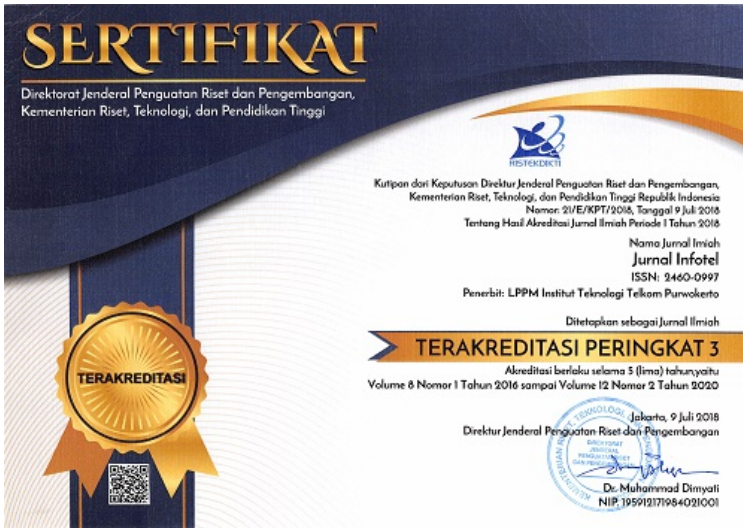 SERTIFIKAT
Direktorat Jenderal Penguatan Riset dan Pengembangan,
Kementerian Riset, Teknologi, dan Pendidikan Tinggi
RISTEKDIKTI
Kutipan dari Keputusan Direktur Jenderal Penguatan Riset dan Pengembangan,
Kementerian Riset, Teknologi, dan Pendidikan Tinggi Republik Indonesia
Nomor: 21/E/KPT/2018, Tanggal 9 Juli 2018
Tentang Hasil Akreditasi Jurnal Ilmiah Periode 1 Tahun 2018
Nama Jurnal Imiah
Jurnal Infotel
ISSN: 2460-0997
Penerbit: LPPM Institut Teknologi Telkom Purwokerto
Ditetapkan sebagai Jurnal Ilmiah
TERAKREDITASI PERINGKAT 3
Akreditasi berlaku selama 5 (lima) tahun,yaitu
Volume 8 Nomor 1 Tahun 2016 sampai Volume 12 Nomor 2 Tahun 2020
TERAKREDITASI
Jakarta, 9 Juli 2018
Direktur Jenderal Penguatan Riset dan Pengembangan
DIREKTORAT
JENDERAL
Dr. Muhammad Dimyati
NIP. 195912171984021001